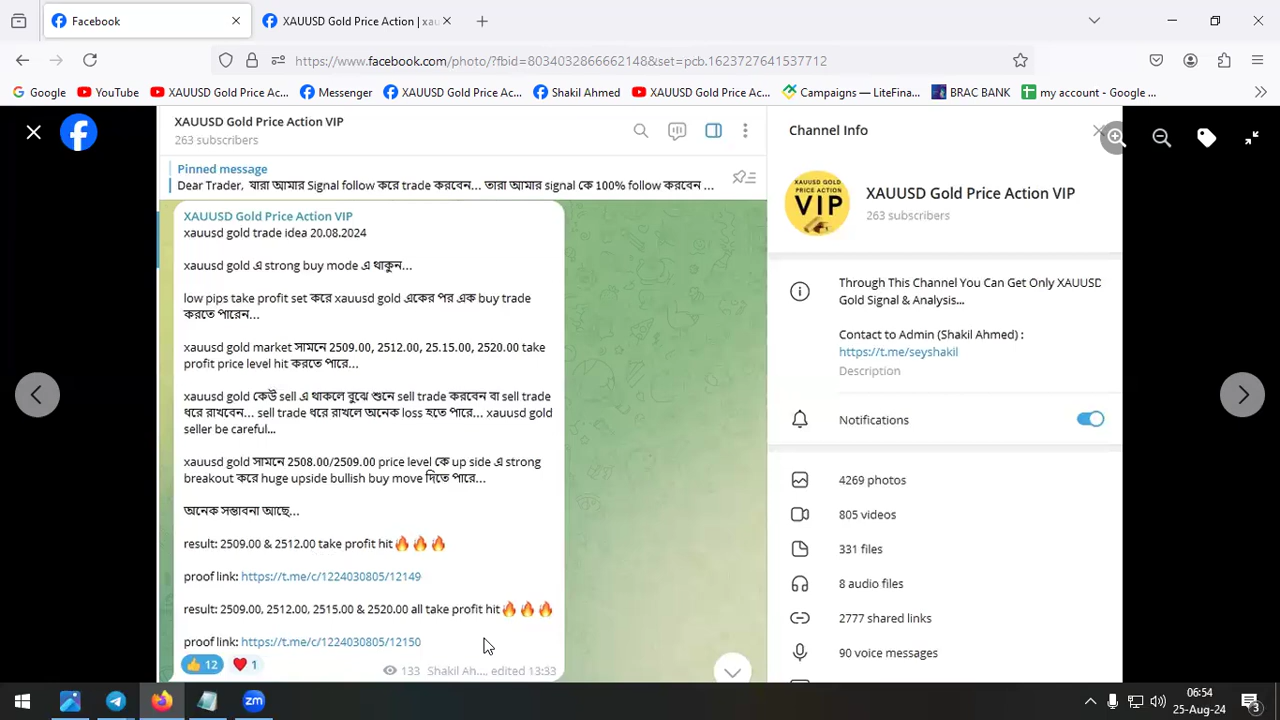 Facebook
XAUUSD Gold Price Action | xau
https://www.facebook.com/photo/?fbid=8034032866662148&set=pcb.1623727641537712
Google
YouTube
XAUUSD Gold Price Ac...
Messenger
XAUUSD Gold Price Ac...
Shakil Ahmed
XAUUSD Gold Price Ac...
Campaigns — LiteFina...
BRAC BANK
my account - Google ...
XAUUSD Gold Price Action VIP
263 subscribers
Pinned message
Dear Trader, যারা আমার Signal follow করে trade করবেন... তারা আমার signal কে 100% follow করবেন ...
XAUUSD Gold Price Action VIP
xauusd gold trade idea 20.08.2024
xauusd gold এ strong buy mode এ থাকুন...
low pips take profit set করে xauusd gold একের পর এক buy trade
করতে পারেন...
xauusd gold market সামনে 2509.00, 2512.00, 25.15.00, 2520.00 take
profit price level hit করতে পারে...
xauusd gold কেউ sell এ থাকলে বুঝে শুনে sell trade করবেন বা sell trade
ধরে রাখবেন... sell trade ধরে রাখলে অনেক loss হতে পারে... xauusd gold
seller be careful...
xauusd gold সামনে 2508.00/2509.00 price level কে up side এ strong
breakout করে huge upside bullish buy move দিতে পারে...
অনেক সম্ভাবনা আছে...
result: 2509.00 & 2512.00 take profit hit🔥🔥🔥
proof link: https://t.me/c/1224030805/12149
result: 2509.00, 2512.00, 2515.00 & 2520.00 all take profit hit🔥🔥🔥
proof link: https://t.me/c/1224030805/12150
👍 12 ❤️ 1
133 Shakil Ah..., edited 13:33
Channel Info
XAUUSD GOLD
PRICE ACTION
VIP
XAUUSD Gold Price Action VIP
263 subscribers
Through This Channel You Can Get Only XAUUSD
Gold Signal & Analysis...
Contact to Admin (Shakil Ahmed) :
https://t.me/seyshakil
Description
Notifications
4269 photos
805 videos
331 files
8 audio files
2777 shared links
90 voice messages
zm
06:54
25-Aug-24
3